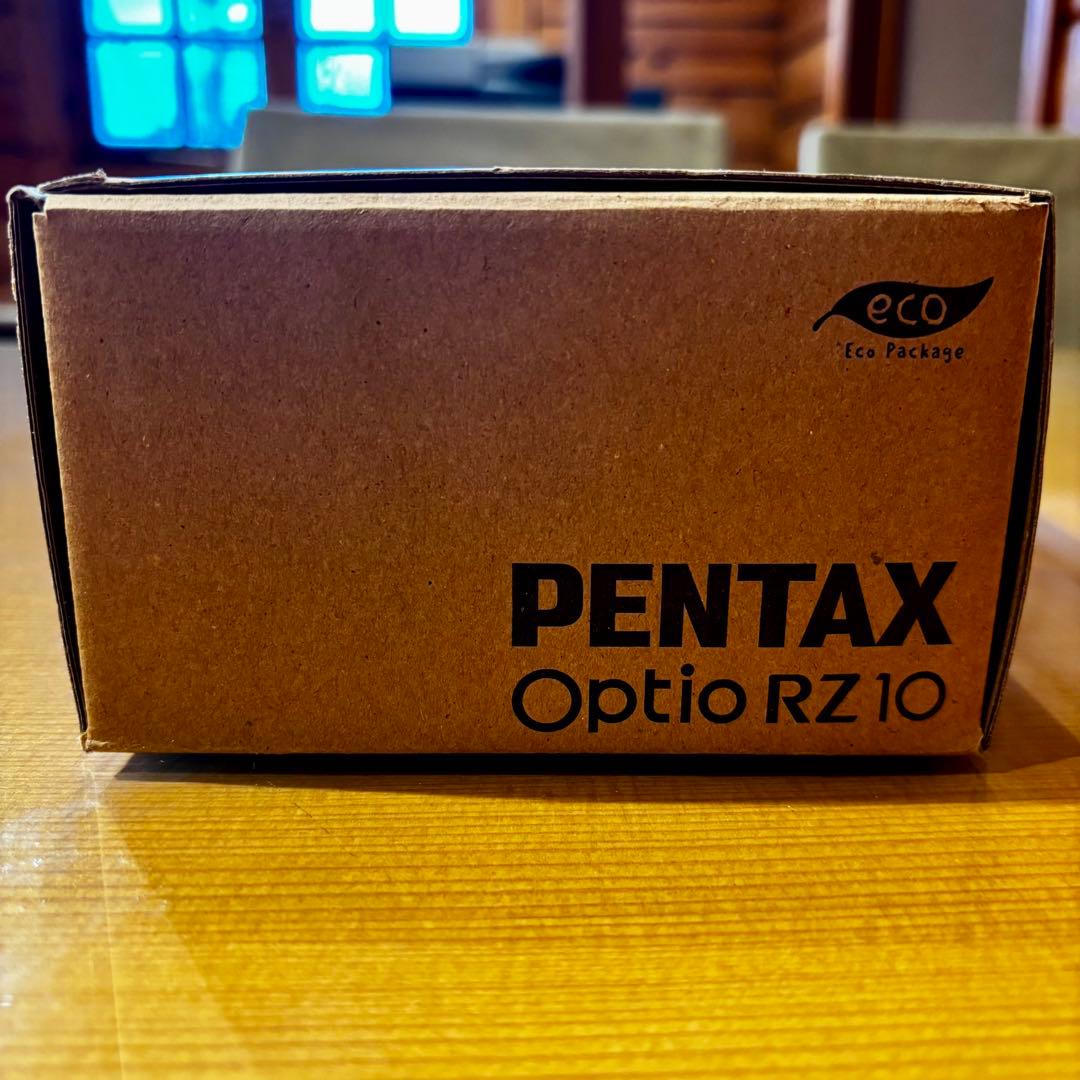 eco
Eco Package
PENTAX
Optio RZ10